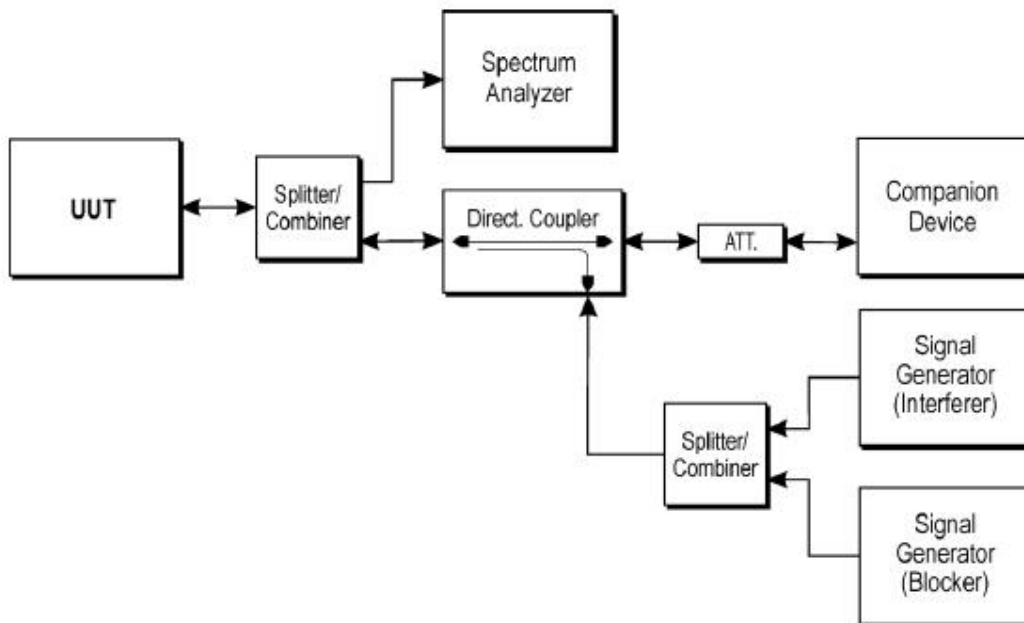 Spectrum
Analyzer
UUT
Splitter/
Combiner
Direct. Coupler
ATT.
Companion
Device
Signal
Generator
(Interferer)
Splitter/
Combiner
Signal
Generator
(Blocker)